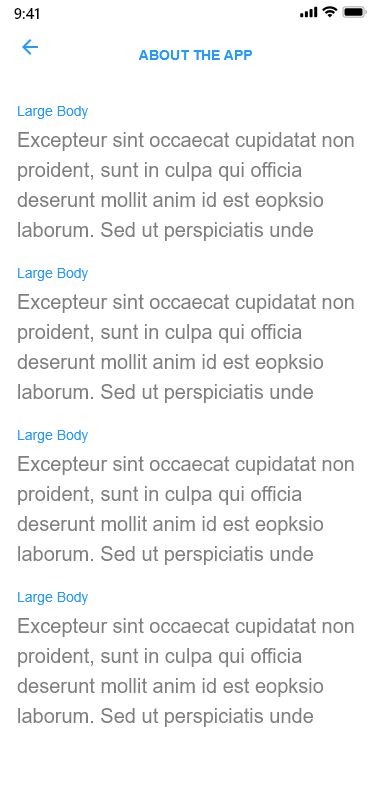 9:41
ABOUT THE APP
Large Body
Excepteur sint occaecat cupidatat non
proident, sunt in culpa qui officia
deserunt mollit anim id est eopksio
laborum. Sed ut perspiciatis unde
Large Body
Excepteur sint occaecat cupidatat non
proident, sunt in culpa qui officia
deserunt mollit anim id est eopksio
laborum. Sed ut perspiciatis unde
Large Body
Excepteur sint occaecat cupidatat non
proident, sunt in culpa qui officia
deserunt mollit anim id est eopksio
laborum. Sed ut perspiciatis unde
Large Body
Excepteur sint occaecat cupidatat non
proident, sunt in culpa qui officia
deserunt mollit anim id est eopksio
laborum. Sed ut perspiciatis unde